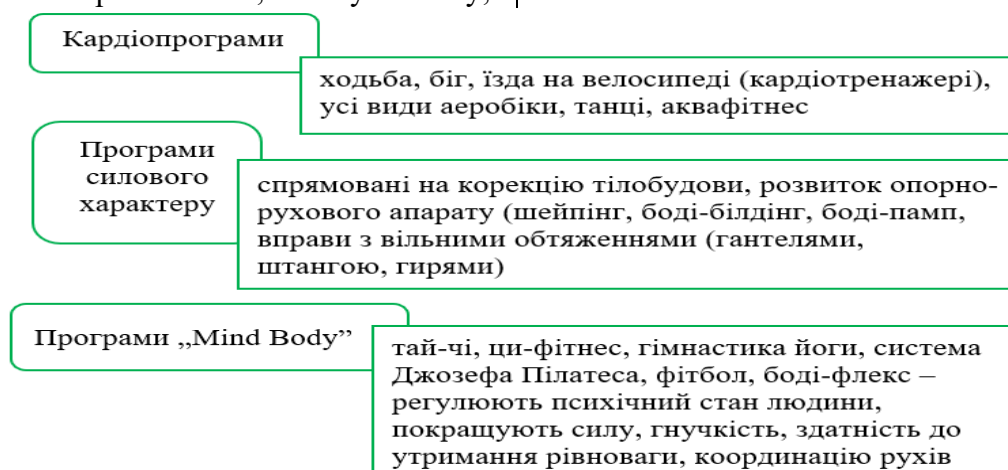 Кардіопрограми
ходьба, біг, їзда на велосипеді (кардіотренажері),
усі види аеробіки, танці, аквафітнес
Програми
силового
характеру
спрямовані на корекцію тілобудови, розвиток опорно-
рухового апарату (шейпінг, боді-білдінг, боді-памп,
вправи з вільними обтяженнями (гантелями,
штангою, гирями)
Програми „Mind Body”
тай-чі, ци-фітнес, гімнастика йоги, система
Джозефа Пілатеса, фітбол, боді-флекс –
регулюють психічний стан людини,
покращують силу, гнучкість, здатність до
утримання рівноваги, координацію рухів